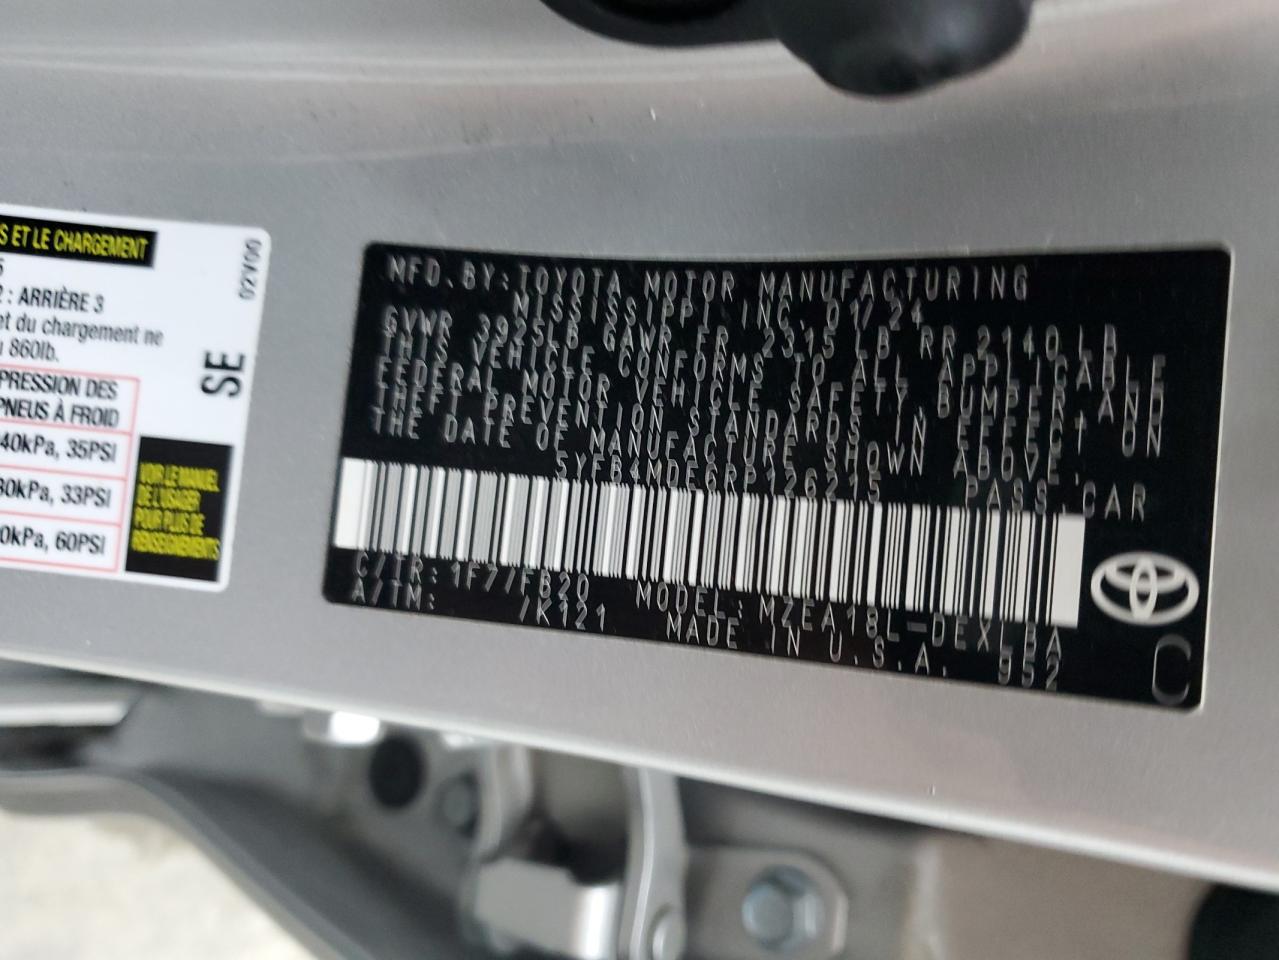 S ET LE CHARGEMENT
5
2 : ARRIÈRE 3
et du chargement ne
860lb.
PRESSION DES
PNEUS À FROID
40kPa, 35PSI
30kPa, 33PSI
0kPa, 60PSI
VOIR LE MANUEL
DE L'USAGER
POUR PLUS DE
RENSEIGNEMENTS
02V00
SE
MFD. BY: TOYOTA MOTOR MANUFACTURING
MISSISSIPPI, INC. 01/24
GVWR 3925LB GAWR FR 2315 LB RR 2140 LB
THIS VEHICLE CONFORMS TO ALL APPLICABLE
FEDERAL MOTOR VEHICLE SAFETY, BUMPER, AND
THEFT PREVENTION STANDARDS IN EFFECT ON
THE DATE OF MANUFACTURE SHOWN ABOVE.
5YFB4MDE6RP126215 PASS.CAR
C/TR: 1F7/FB20 MODEL: MZEA18L-DEXLBA
A/TM: /K121 MADE IN U.S.A. 952
C